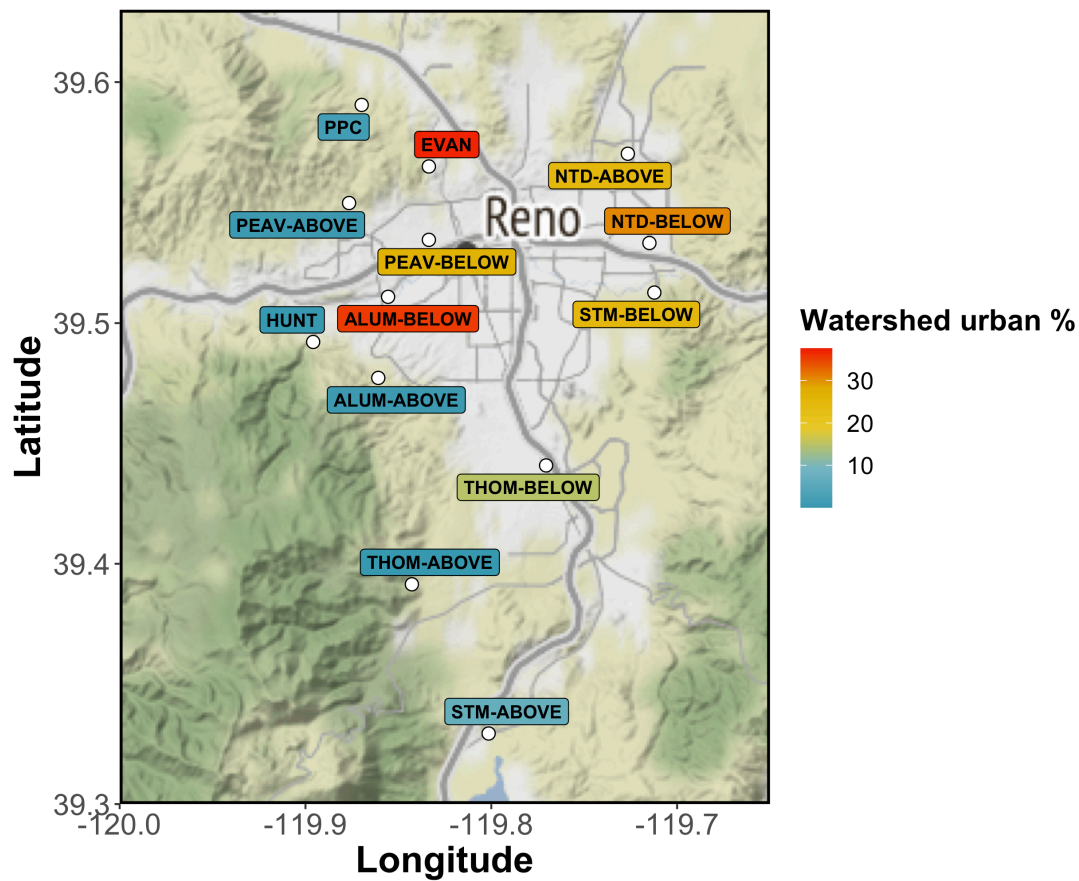 39.6
39.5
39.4
39.3
Latitude
PPC
EVAN
NTD-ABOVE
Reno
PEAV-ABOVE
NTD-BELOW
PEAV-BELOW
HUNT
ALUM-BELOW
STM-BELOW
ALUM-ABOVE
THOM-BELOW
THOM-ABOVE
STM-ABOVE
-120.0
-119.9
-119.8
-119.7
Longitude
Watershed urban %
30
20
10